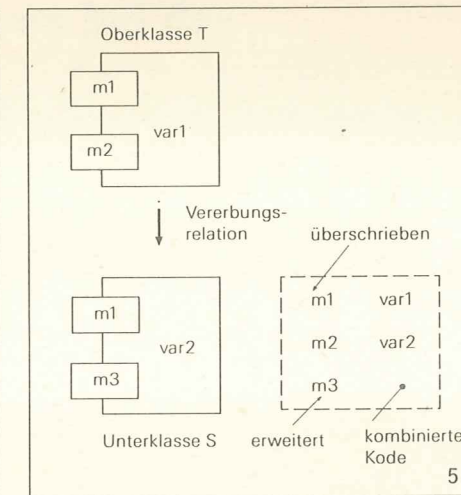 Oberklasse T
m1
m2
var1
Vererbungs-
relation
überschrieben
m1
var2
m3
Unterklasse S
m1 var1
m2 var2
m3
erweitert
kombinierte
Kode
5